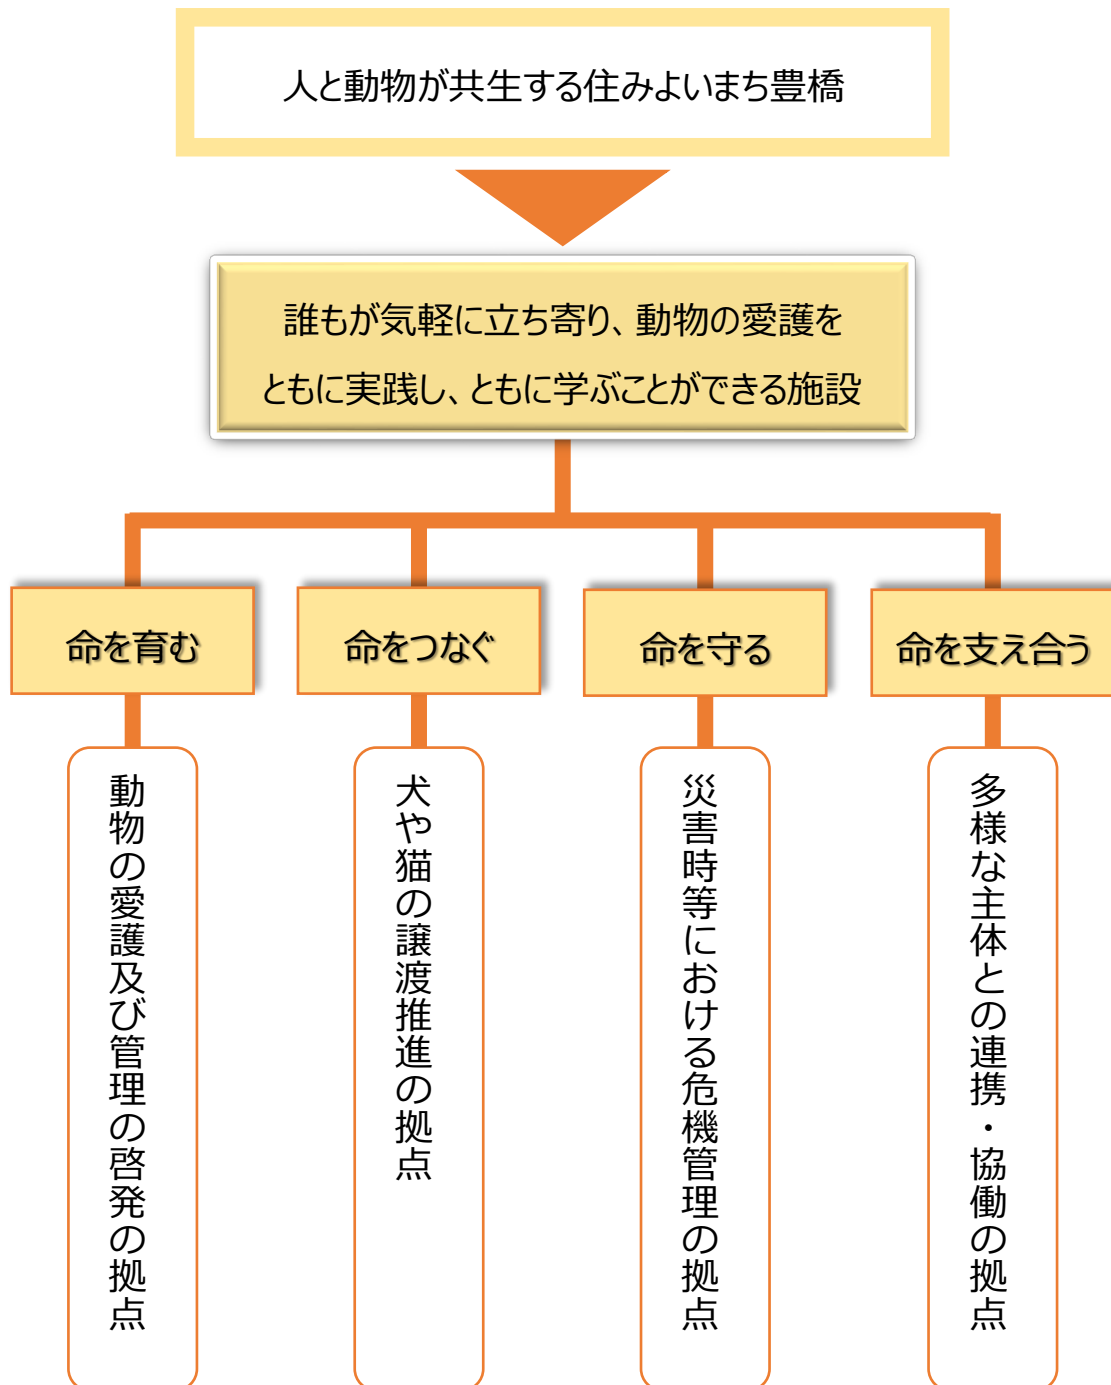 人と動物が共生する住みよいまち豊橋
誰もが気軽に立ち寄り、動物の愛護を
ともに実践し、ともに学ぶことができる施設
命を育む
命をつなぐ
命を守る
命を支え合う
動物の愛護及び管理の啓発の拠点
犬や猫の譲渡推進の拠点
災害時等における危機管理の拠点
多様な主体との連携・協働の拠点